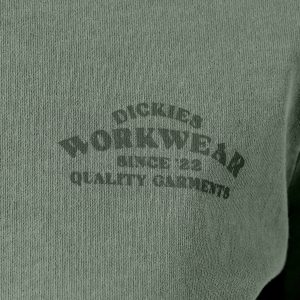 DICKIES
WORKWEAR
SINCE '22
QUALITY GARMENTS